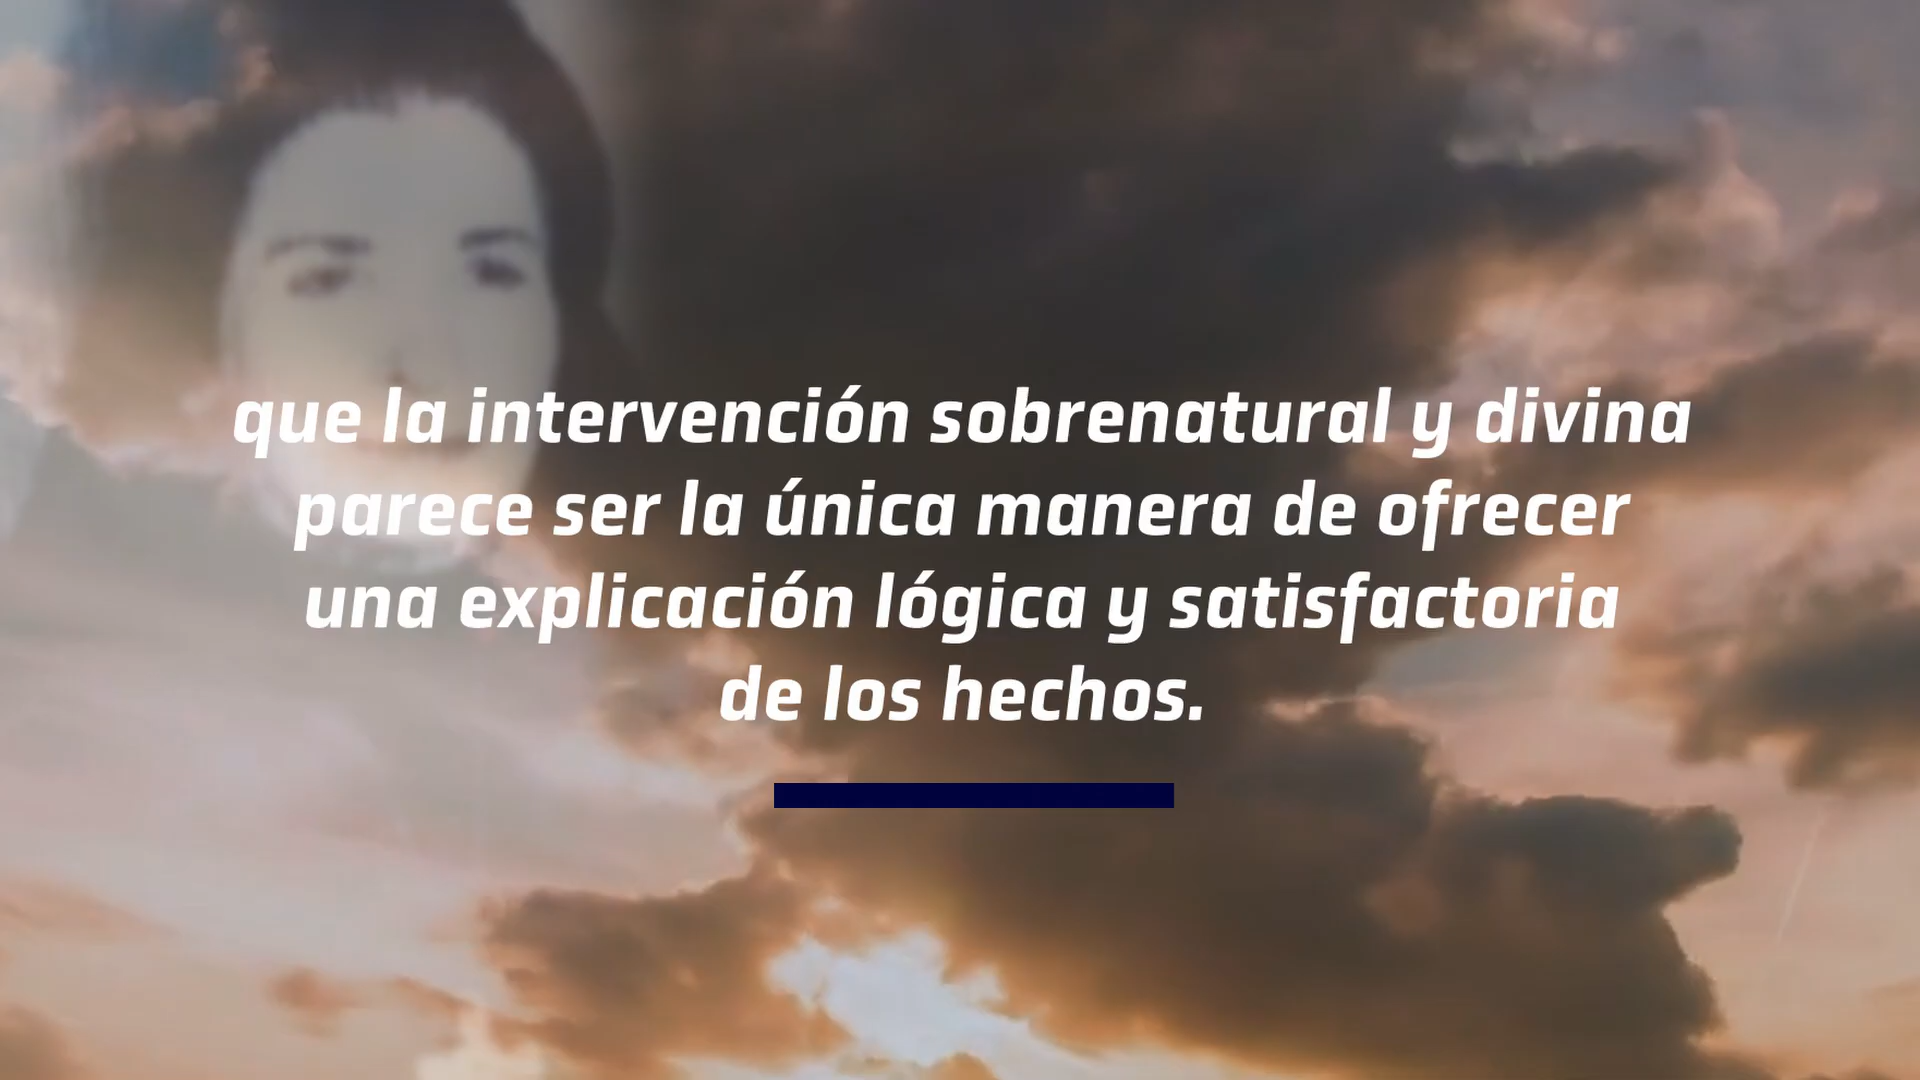 que la intervención sobrenatural y divina
parece ser la única manera de ofrecer
una explicación lógica y satisfactoria
de los hechos.